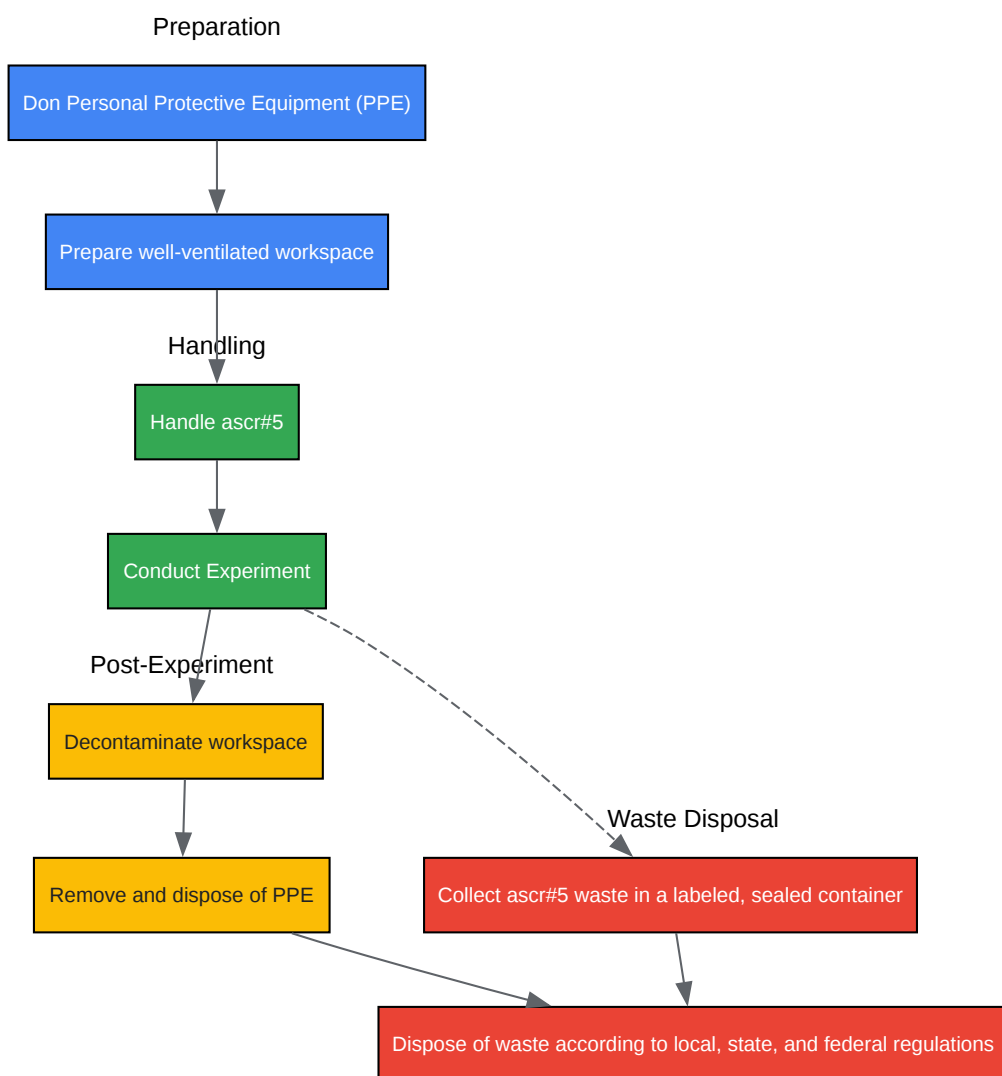 Preparation
Don Personal Protective Equipment (PPE)
Prepare well-ventilated workspace
Handling
Handle ascr#5
Conduct Experiment
Post-Experiment
Decontaminate workspace
Waste Disposal
Remove and dispose of PPE
Collect ascr#5 waste in a labeled, sealed container
Dispose of waste according to local, state, and federal regulations